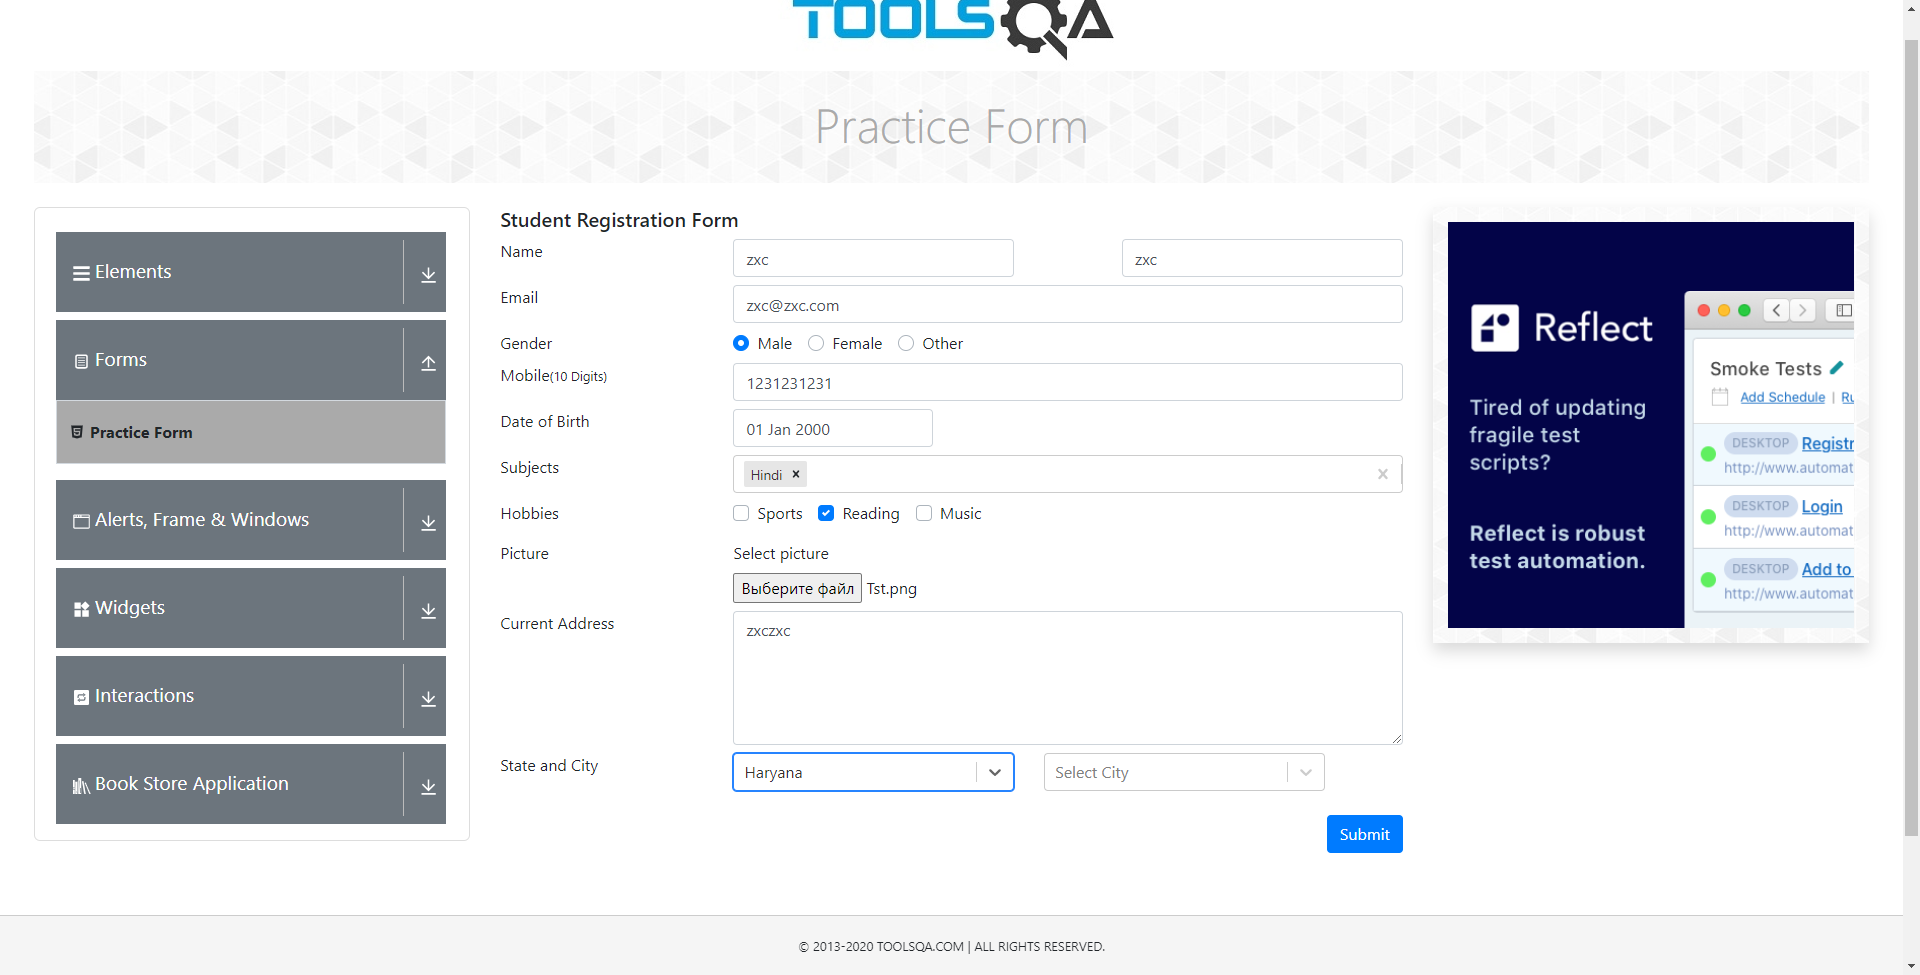 TOOLSQA
Practice Form
Elements
Forms
Practice Form
Alerts, Frame & Windows
Widgets
Interactions
Book Store Application
Student Registration Form
Name
zxc
zxc
Email
zxc@zxc.com
Gender
Male
Female
Other
Mobile(10 Digits)
1231231231
Date of Birth
01 Jan 2000
Subjects
Hindi
Hobbies
Sports
Reading
Music
Picture
Select picture
Выберите файл Tst.png
Current Address
zxczxc
State and City
Haryana
Select City
Submit
Reflect
Tired of updating
fragile test
scripts?
Reflect is robust
test automation.
Smoke Tests
Add Schedule | Ru
DESKTOP Registr
http://www.automat
DESKTOP Login
http://www.automat
DESKTOP Add to
http://www.automat
© 2013-2020 TOOLSQA.COM | ALL RIGHTS RESERVED.